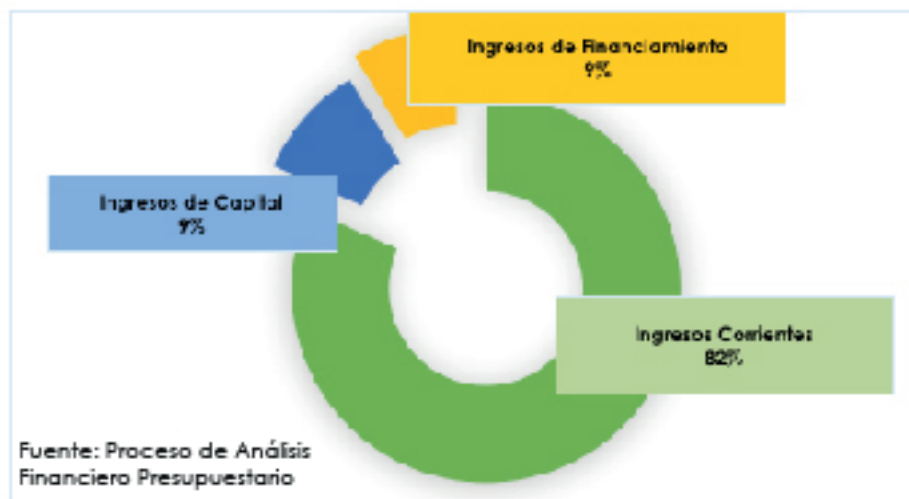 Ingresos de Financiamiento
9%
Ingresos de Capital
9%
Ingresos Corrientes
82%
Fuente: Proceso de Análisis
Financiero Presupuestario